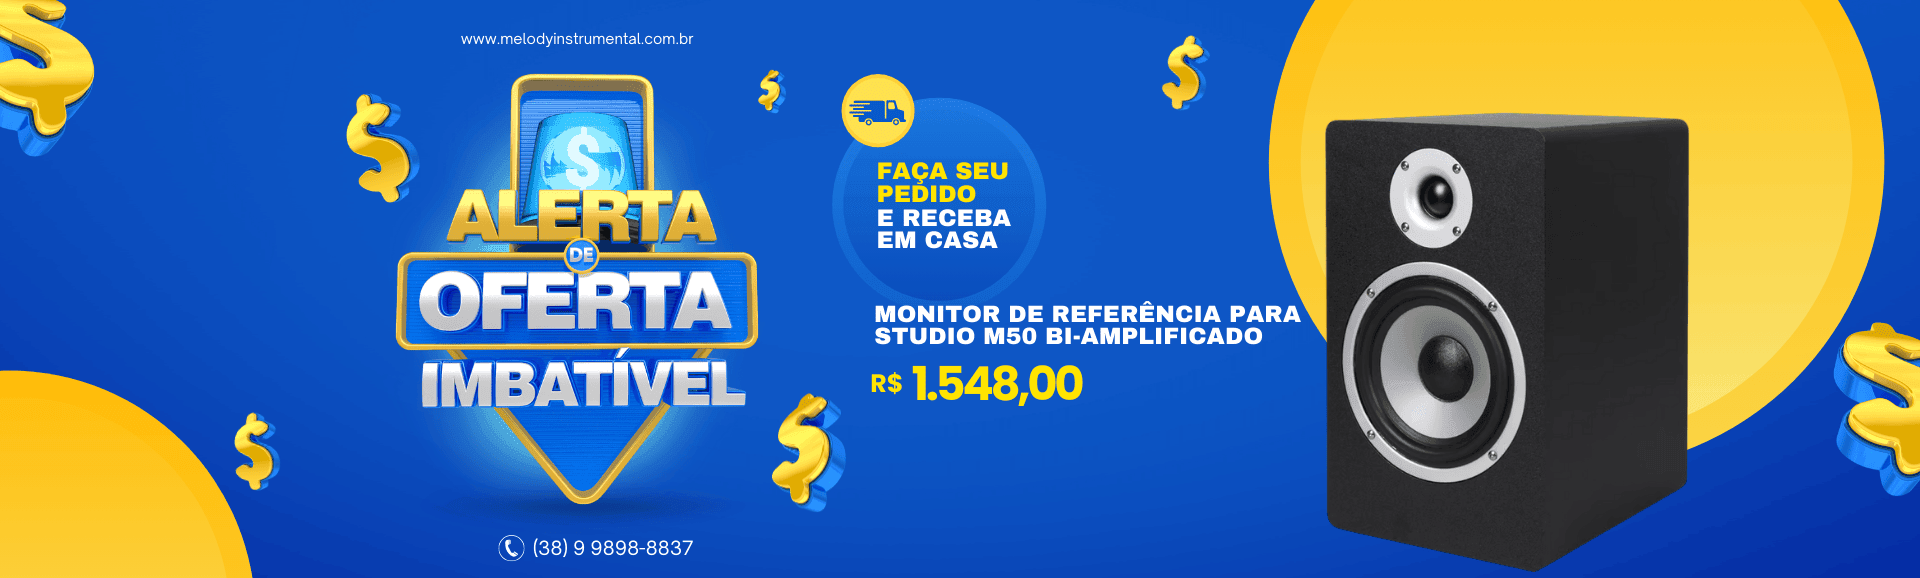 www.melodyinstrumental.com.br
ALERTA
DE
OFERTA
IMBATÍVEL
(38) 9 9898-8837
FAÇA SEU
PEDIDO
E RECEBA
EM CASA
MONITOR DE REFERÊNCIA PARA
STUDIO M50 BI-AMPLIFICADO
R$ 1.548,00